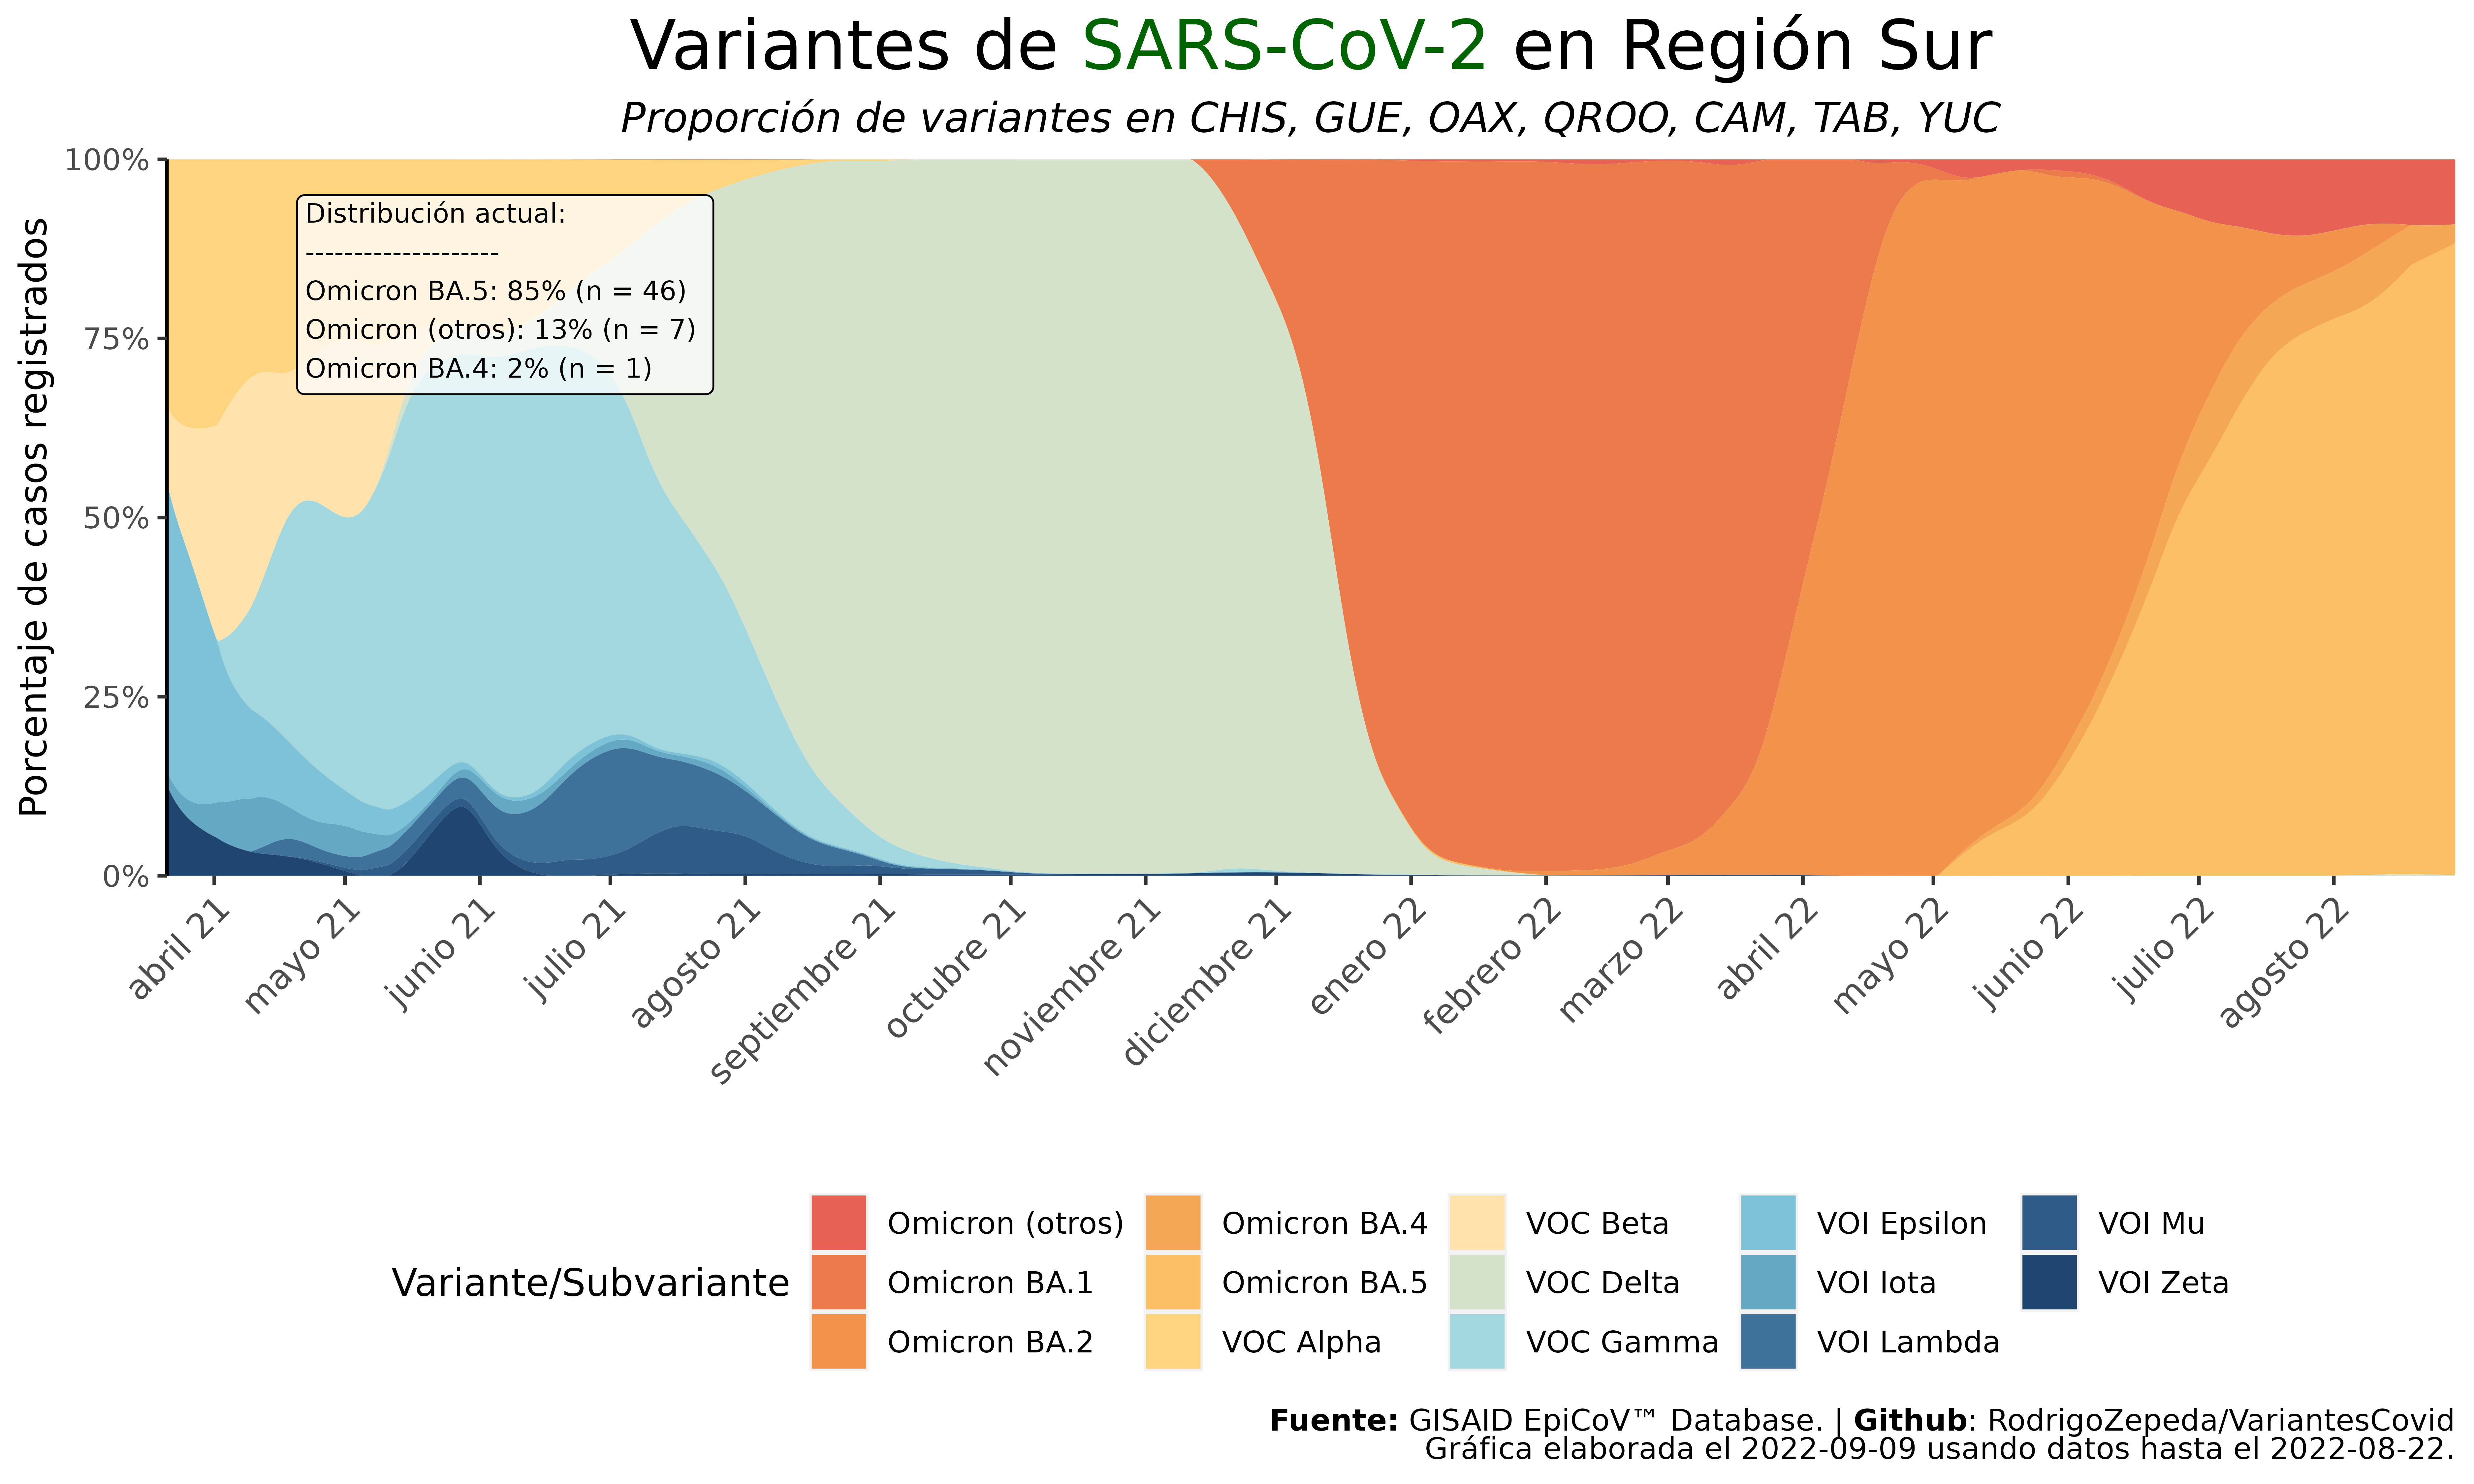 Variantes de SARS-CoV-2 en Región Sur
Proporción de variantes en CHIS, GUE, OAX, QROO, CAM, TAB, YUC
Porcentaje de casos registrados
100%
75%
50%
25%
0%
Distribución actual:
--------------------
Omicron BA.5: 85% (n = 46)
Omicron (otros): 13% (n = 7)
Omicron BA.4: 2% (n = 1)
abril 21
mayo 21
junio 21
julio 21
agosto 21
septiembre 21
octubre 21
noviembre 21
diciembre 21
enero 22
febrero 22
marzo 22
abril 22
mayo 22
junio 22
julio 22
agosto 22
Variante/Subvariante
Omicron (otros)
Omicron BA.1
Omicron BA.2
Omicron BA.4
Omicron BA.5
VOC Alpha
VOC Beta
VOC Delta
VOC Gamma
VOI Epsilon
VOI Iota
VOI Lambda
VOI Mu
VOI Zeta
Fuente: GISAID EpiCoV™ Database. | Github: RodrigoZepeda/VariantesCovid
Gráfica elaborada el 2022-09-09 usando datos hasta el 2022-08-22.